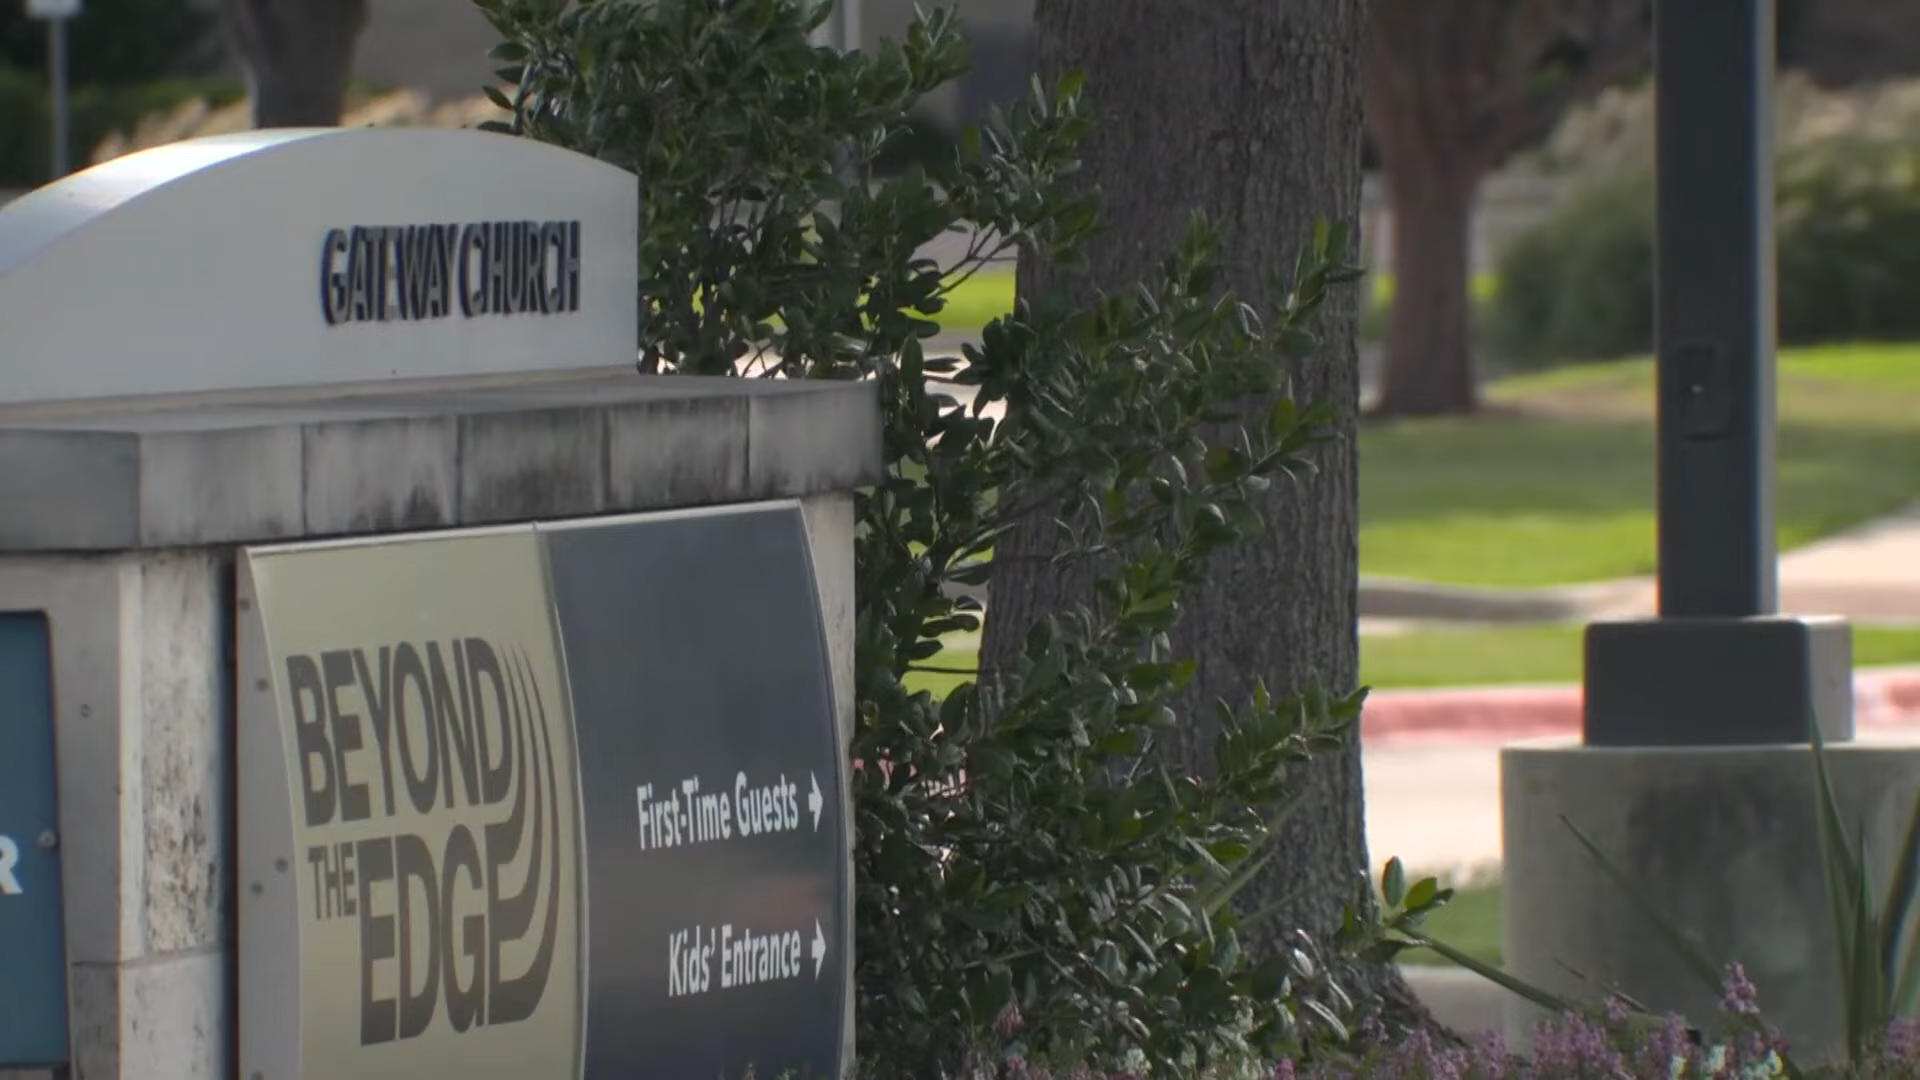 GATEWAY CHURCH
BEYOND
THE EDGE
First-Time Guests →
Kids' Entrance →
R